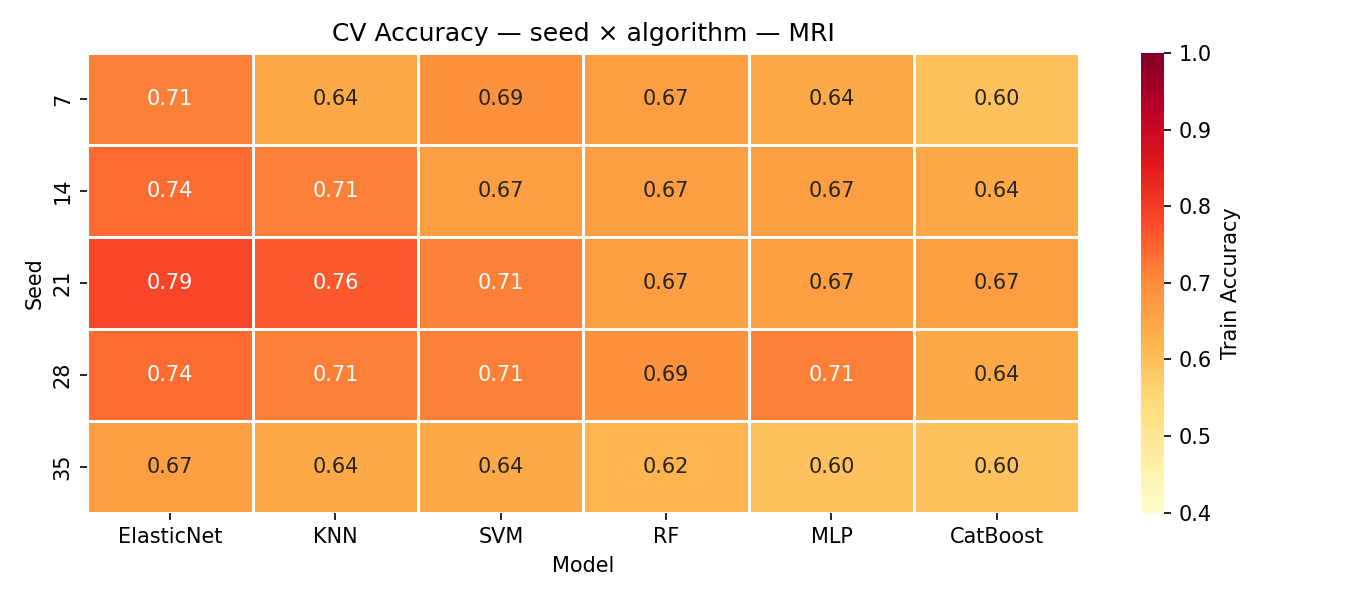 CV Accuracy — seed × algorithm — MRI
Seed
7 0.71 0.64 0.69 0.67 0.64 0.60
14 0.74 0.71 0.67 0.67 0.67 0.64
21 0.79 0.76 0.71 0.67 0.67 0.67
28 0.74 0.71 0.71 0.69 0.71 0.64
35 0.67 0.64 0.64 0.62 0.60 0.60
ElasticNet KNN SVM RF MLP CatBoost
Model
1.0
0.9
0.8
0.7
0.6
0.5
0.4
Train Accuracy